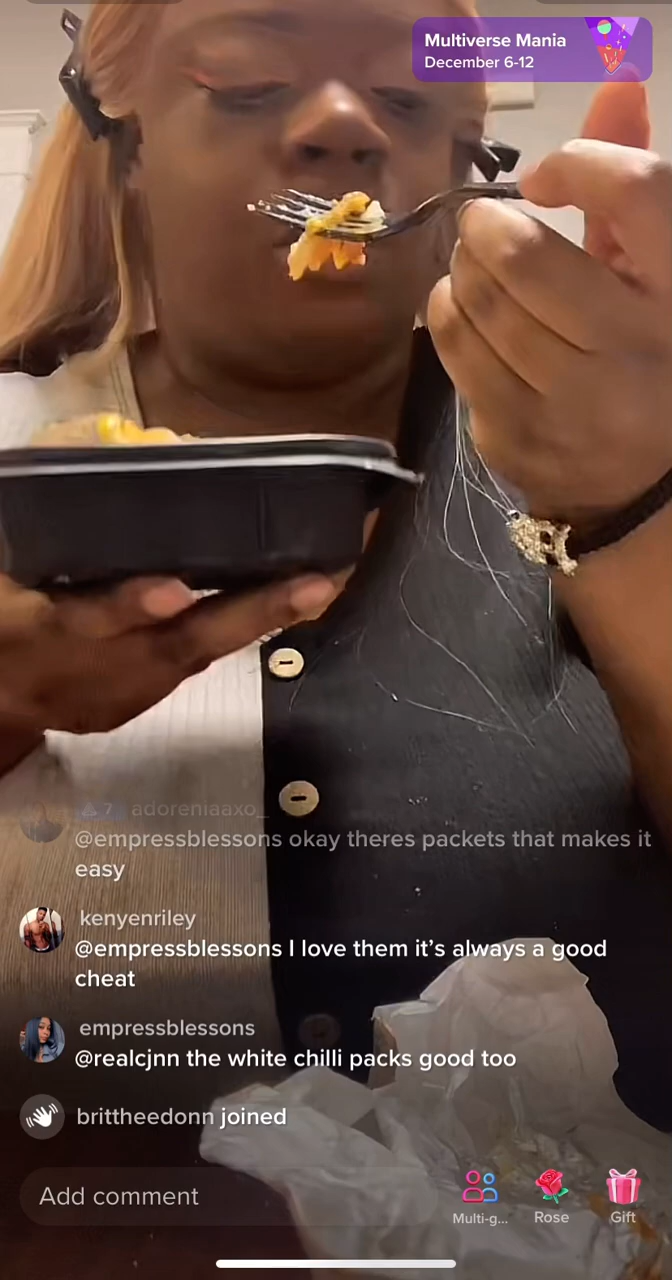 Multiverse Mania
December 6-12
adoreniaaxo_
@empressblessons okay theres packets that makes it
easy
kenyenriley
@empressblessons I love them it’s always a good
cheat
empressblessons
@realcjnn the white chilli packs good too
brittheedonn joined
Add comment
Multi-g... Rose Gift